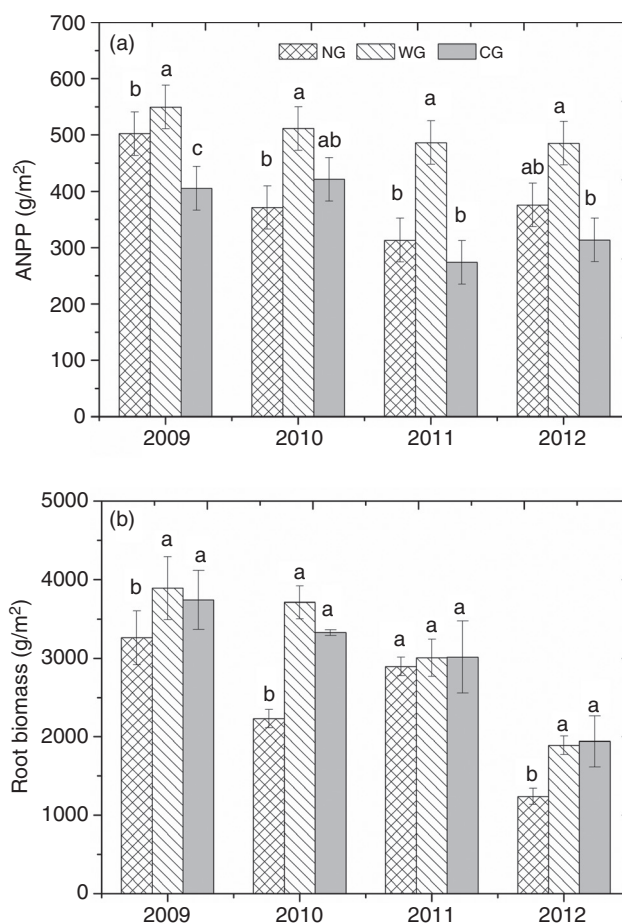 700
(a)
NG
WG
CG
600
500
400
300
200
100
0
ANPP (g/m²)
b
a
c
b
a
ab
b
a
b
ab
a
b
2009
2010
2011
2012
5000
(b)
4000
3000
2000
1000
0
Root biomass (g/m²)
b
a
a
b
a
a
a
a
a
b
a
a
2009
2010
2011
2012